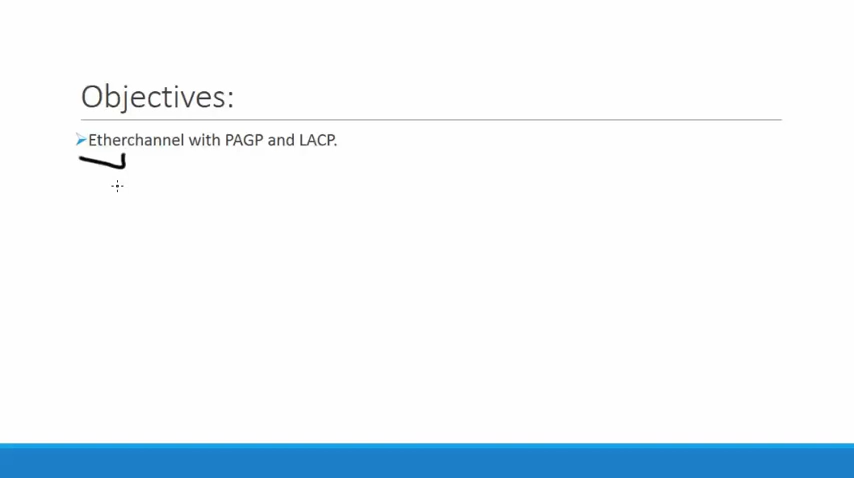 Objectives:
Etherchannel with PAGP and LACP.